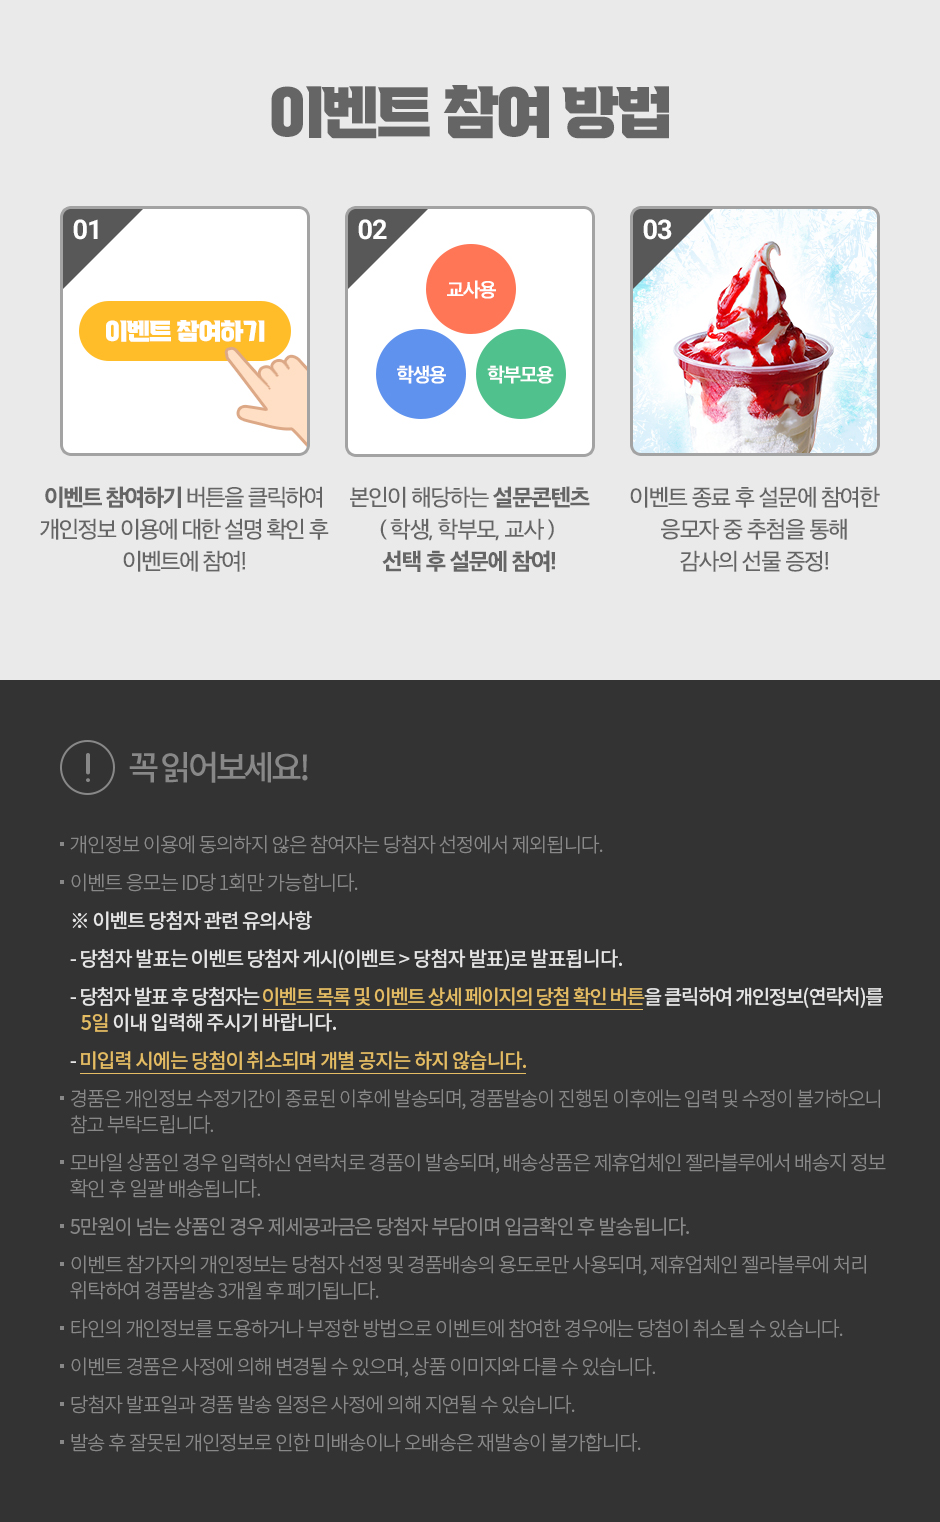 이벤트 참여 방법
01
이벤트 참여하기
이벤트 참여하기 버튼을 클릭하여
개인정보 이용에 대한 설명 확인 후
이벤트에 참여!
02
교사용
학생용
학부모용
본인이 해당하는 설문콘텐츠
( 학생, 학부모, 교사 )
선택 후 설문에 참여!
03
이벤트 종료 후 설문에 참여한
응모자 중 추첨을 통해
감사의 선물 증정!
! 꼭 읽어보세요!
▪ 개인정보 이용에 동의하지 않은 참여자는 당첨자 선정에서 제외됩니다.
▪ 이벤트 응모는 ID당 1회만 가능합니다.
※ 이벤트 당첨자 관련 유의사항
- 당첨자 발표는 이벤트 당첨자 게시(이벤트 > 당첨자 발표)로 발표됩니다.
- 당첨자 발표 후 당첨자는 이벤트 목록 및 이벤트 상세 페이지의 당첨 확인 버튼을 클릭하여 개인정보(연락처)를
5일 이내 입력해 주시기 바랍니다.
- 미입력 시에는 당첨이 취소되며 개별 공지는 하지 않습니다.
▪ 경품은 개인정보 수정기간이 종료된 이후에 발송되며, 경품발송이 진행된 이후에는 입력 및 수정이 불가하오니
참고 부탁드립니다.
▪ 모바일 상품인 경우 입력하신 연락처로 경품이 발송되며, 배송상품은 제휴업체인 젤라블루에서 배송지 정보
확인 후 일괄 배송됩니다.
▪ 5만원이 넘는 상품인 경우 제세공과금은 당첨자 부담이며 입금확인 후 발송됩니다.
▪ 이벤트 참가자의 개인정보는 당첨자 선정 및 경품배송의 용도로만 사용되며, 제휴업체인 젤라블루에 처리
위탁하여 경품발송 3개월 후 폐기됩니다.
▪ 타인의 개인정보를 도용하거나 부정한 방법으로 이벤트에 참여한 경우에는 당첨이 취소될 수 있습니다.
▪ 이벤트 경품은 사정에 의해 변경될 수 있으며, 상품 이미지와 다를 수 있습니다.
▪ 당첨자 발표일과 경품 발송 일정은 사정에 의해 지연될 수 있습니다.
▪ 발송 후 잘못된 개인정보로 인한 미배송이나 오배송은 재발송이 불가합니다.